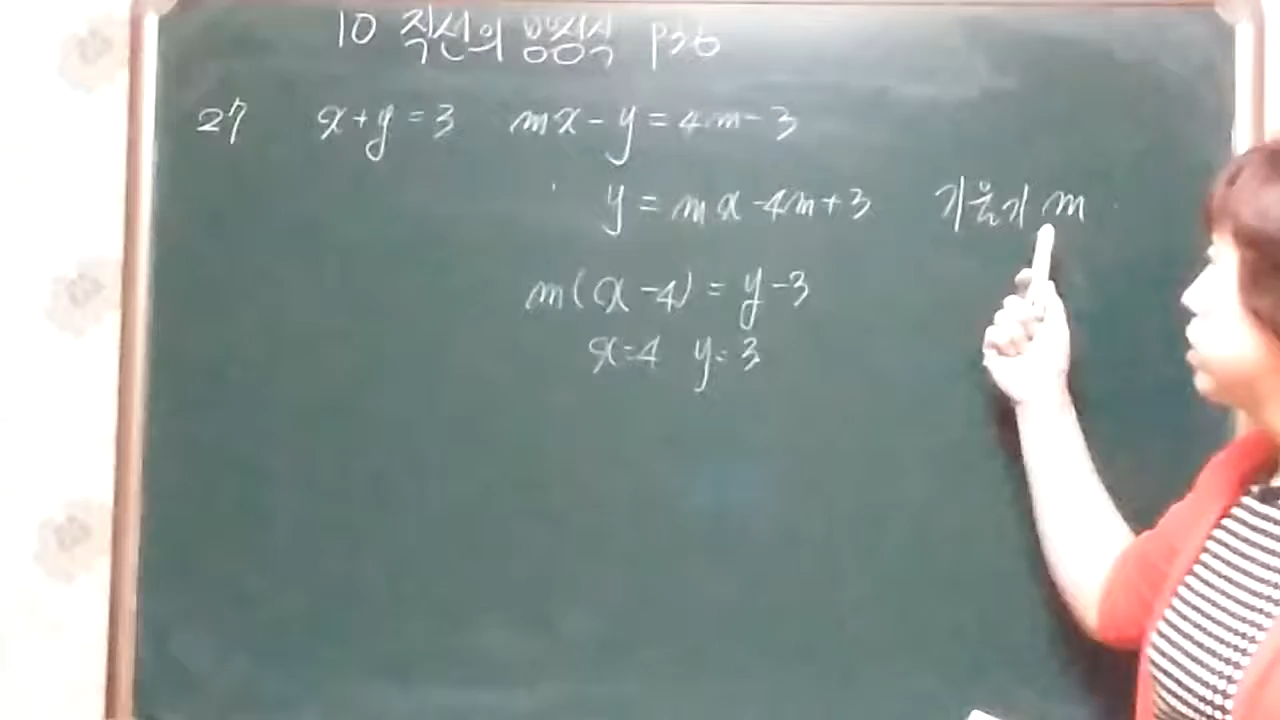 10 직선의 방정식 p36
27 x+y=3 mx-y=4m-3
y=mx-4m+3 기울기 m
m(x-4)=y-3
x=4 y=3